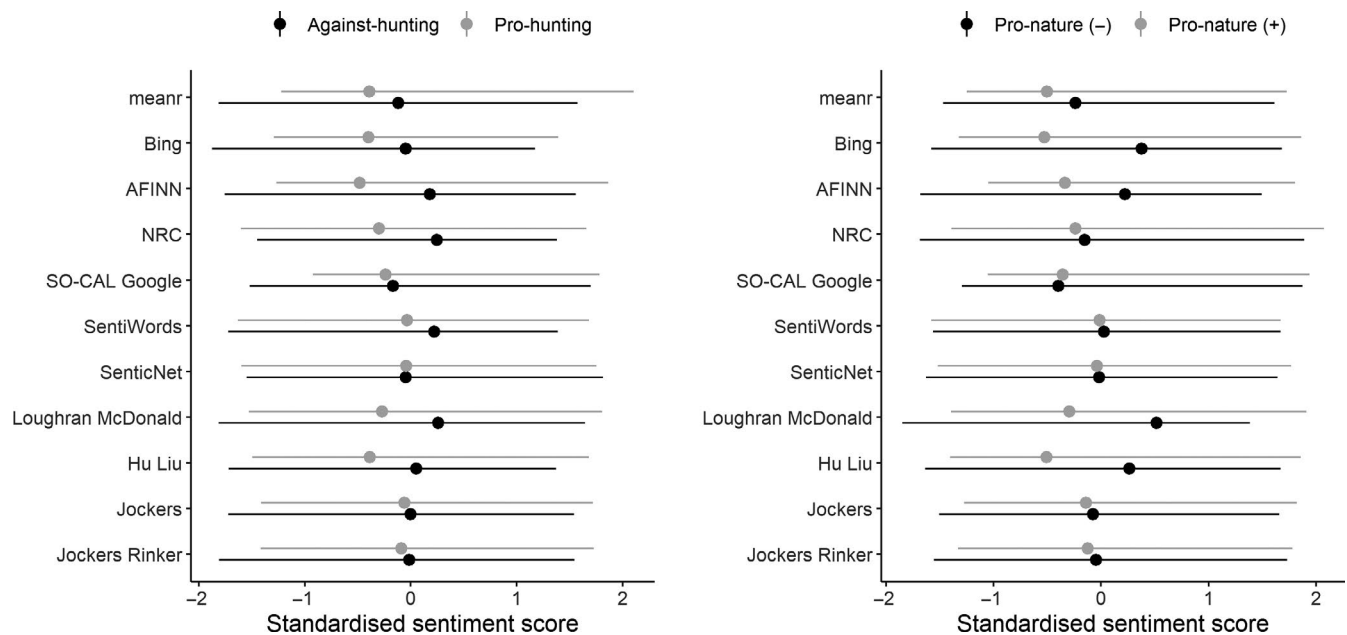 Against-hunting Pro-hunting
meanr
Bing
AFINN
NRC
SO-CAL Google
SentiWords
SenticNet
Loughran McDonald
Hu Liu
Jockers
Jockers Rinker
–2 –1 0 1 2
Standardised sentiment score
Pro-nature (–) Pro-nature (+)
meanr
Bing
AFINN
NRC
SO-CAL Google
SentiWords
SenticNet
Loughran McDonald
Hu Liu
Jockers
Jockers Rinker
–2 –1 0 1 2
Standardised sentiment score